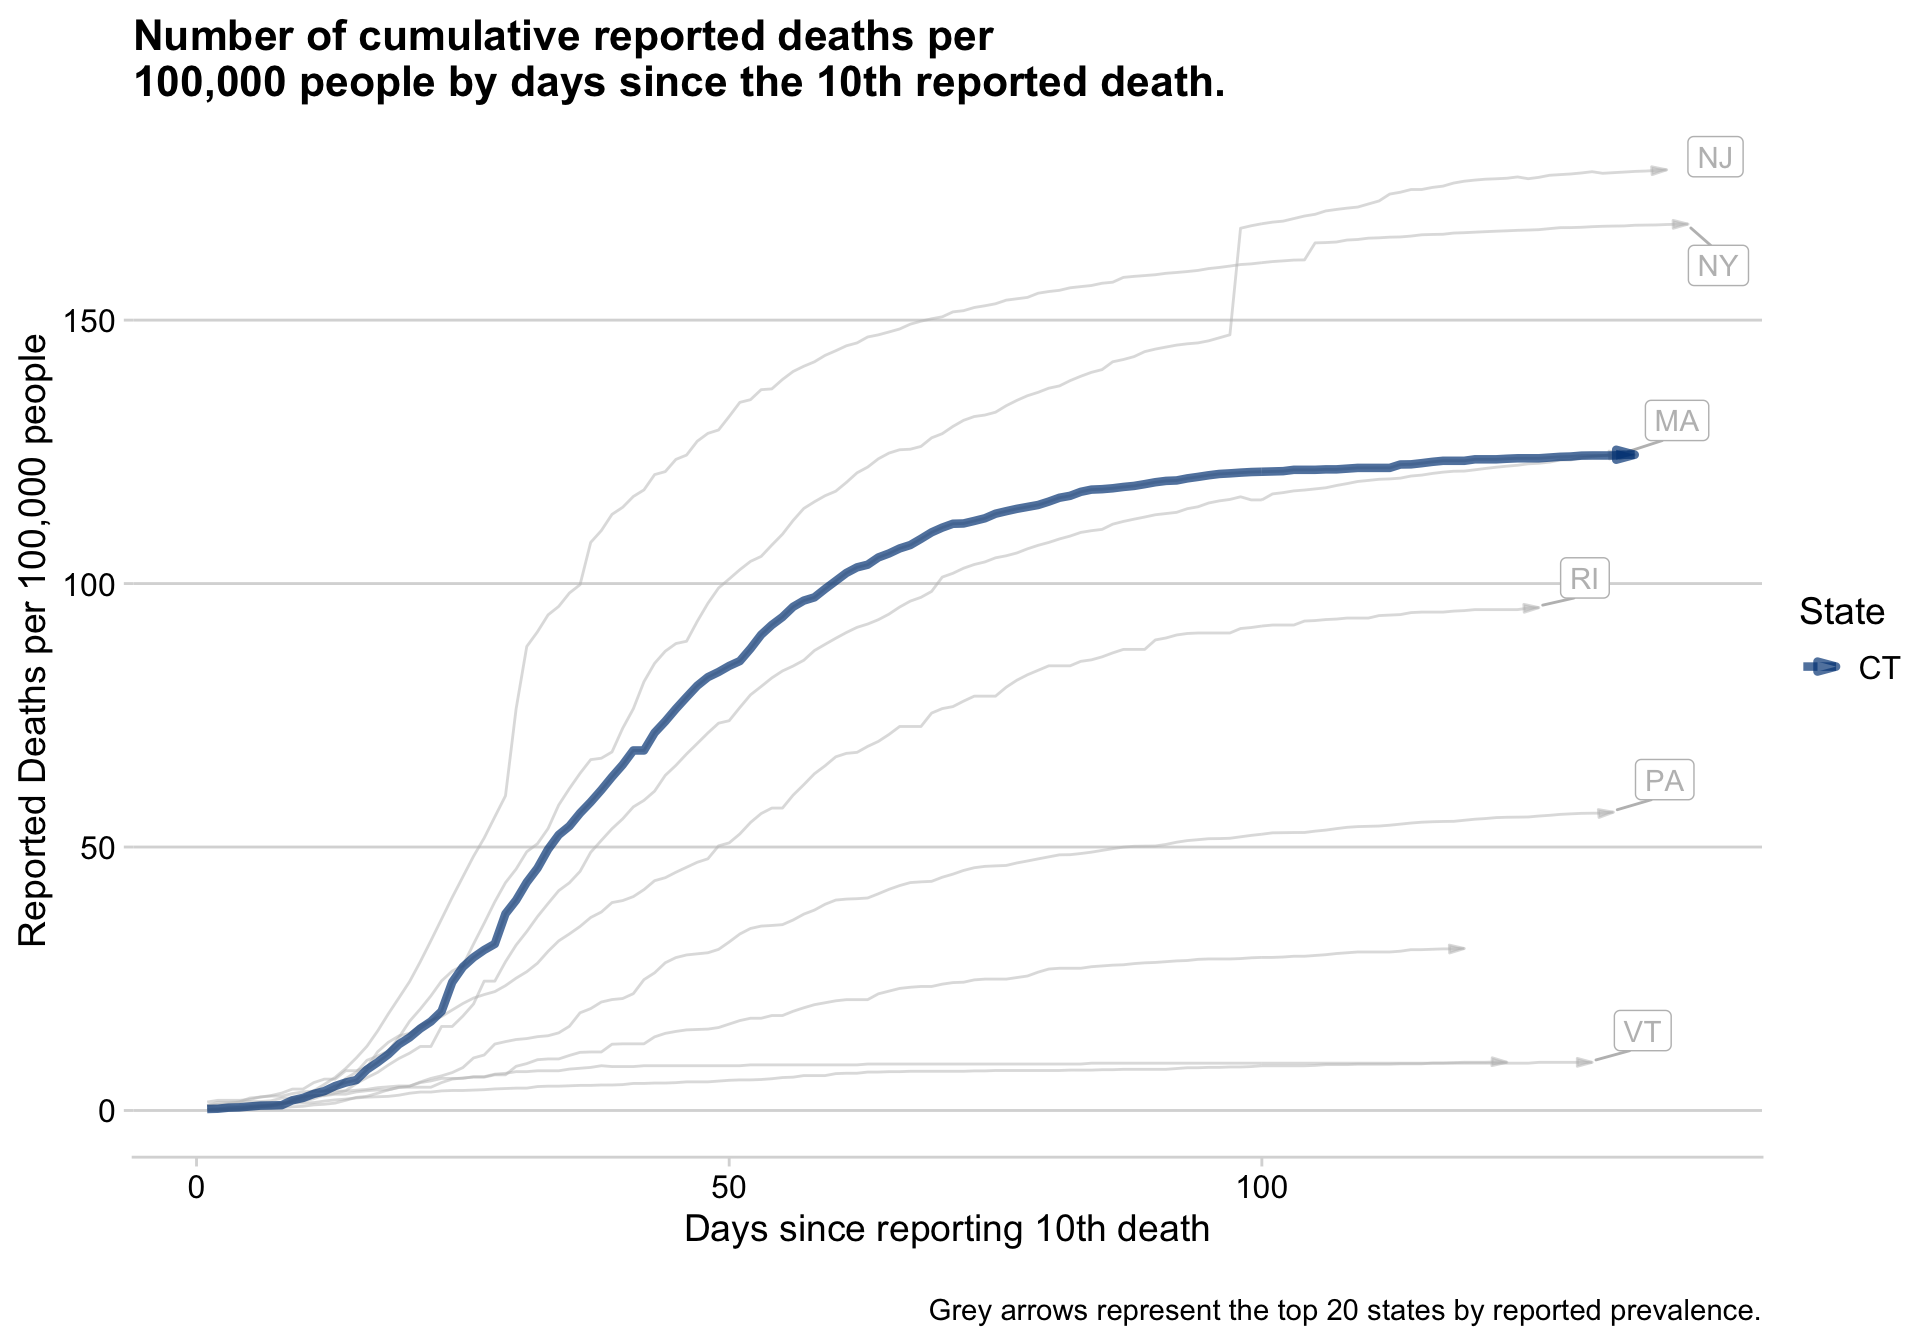 Number of cumulative reported deaths per
100,000 people by days since the 10th reported death.
NJ
NY
150
MA
100
RI
State
CT
PA
50
VT
0
Reported Deaths per 100,000 people
0 50 100
Days since reporting 10th death
Grey arrows represent the top 20 states by reported prevalence.